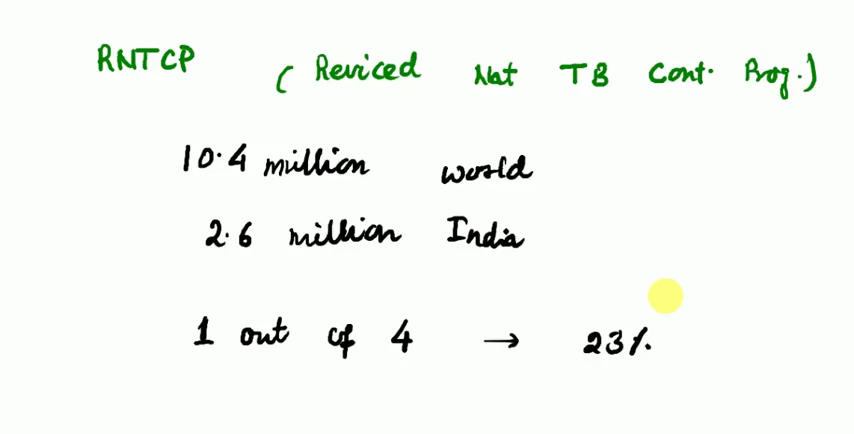 RNTCP ( Reviced Nat TB Cont. Prog.)
10.4 million world
2.6 million India
1 out of 4 → 23%.